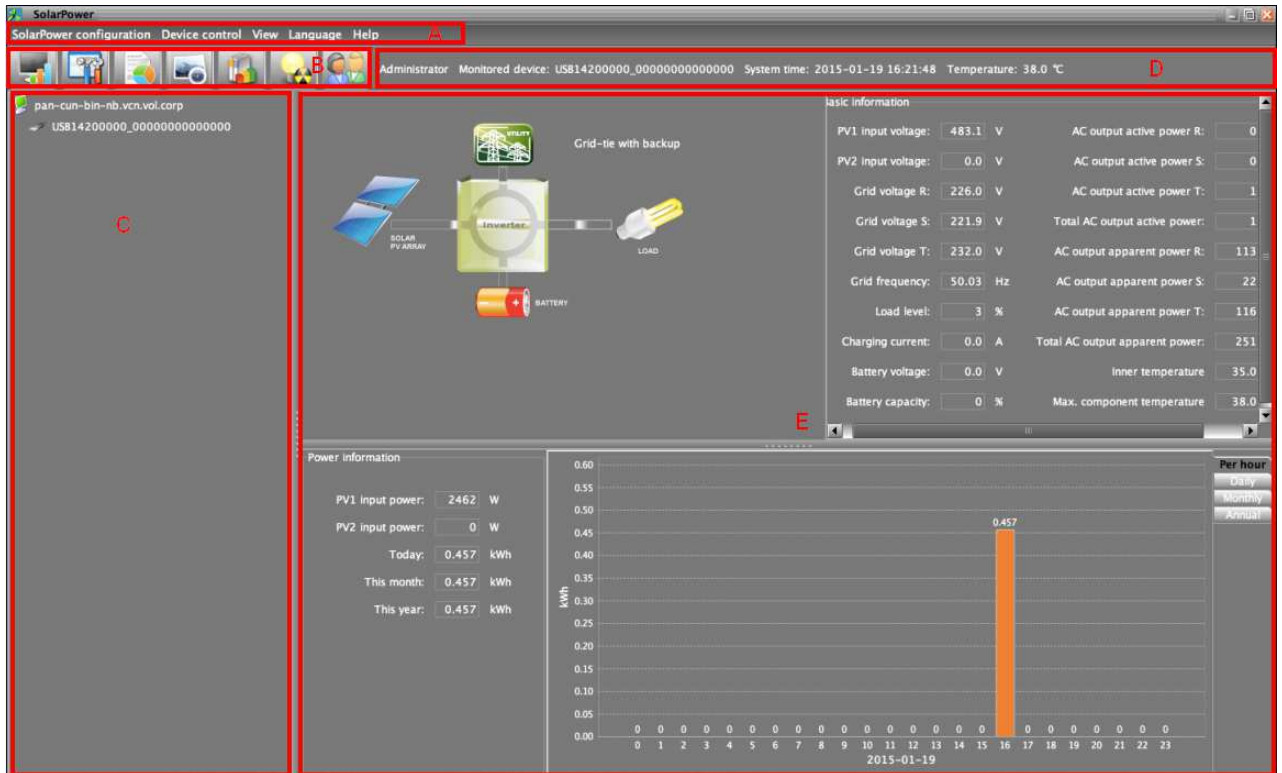 SolarPower
SolarPower configuration Device control View Language Help A
B
Administrator Monitored device: USB14200000_00000000000000 System time: 2015-01-19 16:21:48 Temperature: 38.0 ℃ D
pan-cun-bin-nb.vcn.vol.corp
USB14200000_00000000000000
C
UTILITY
Grid-tie with backup
Inverter
SOLAR
PV ARRAY
LOAD
BATTERY
E
Basic information
PV1 input voltage: 483.1 V AC output active power R: 0
PV2 input voltage: 0.0 V AC output active power S: 0
Grid voltage R: 226.0 V AC output active power T: 1
Grid voltage S: 221.9 V Total AC output active power: 1
Grid voltage T: 232.0 V AC output apparent power R: 113
Grid frequency: 50.03 Hz AC output apparent power S: 22
Load level: 3 % AC output apparent power T: 116
Charging current: 0.0 A Total AC output apparent power: 251
Battery voltage: 0.0 V Inner temperature 35.0
Battery capacity: 0 % Max. component temperature 38.0
Power information
PV1 input power: 2462 W
PV2 input power: 0 W
Today: 0.457 kWh
This month: 0.457 kWh
This year: 0.457 kWh
kWh
0.60
0.55
0.50
0.45
0.40
0.35
0.30
0.25
0.20
0.15
0.10
0.05
0.00
0.457
0 0 0 0 0 0 0 0 0 0 0 0 0 0 0 0 0 0 0 0 0 0 0
0 1 2 3 4 5 6 7 8 9 10 11 12 13 14 15 16 17 18 19 20 21 22 23
2015-01-19
Per hour
Daily
Monthly
Annual